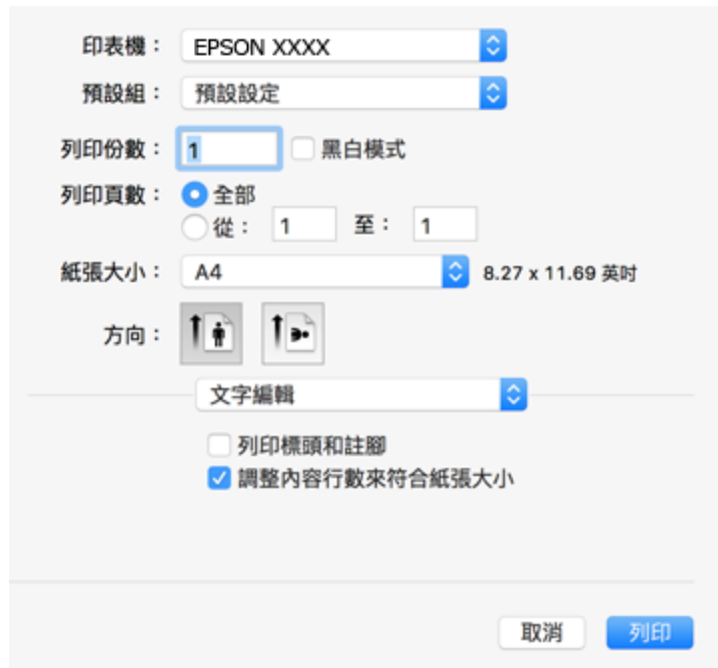 印表機： EPSON XXXX
預設組： 預設設定
列印份數： 1 黑白模式
列印頁數： 全部
從： 1 至： 1
紙張大小： A4 8.27 x 11.69 英吋
方向：
文字編輯
列印標頭和註腳
調整內容行數來符合紙張大小
取消 列印